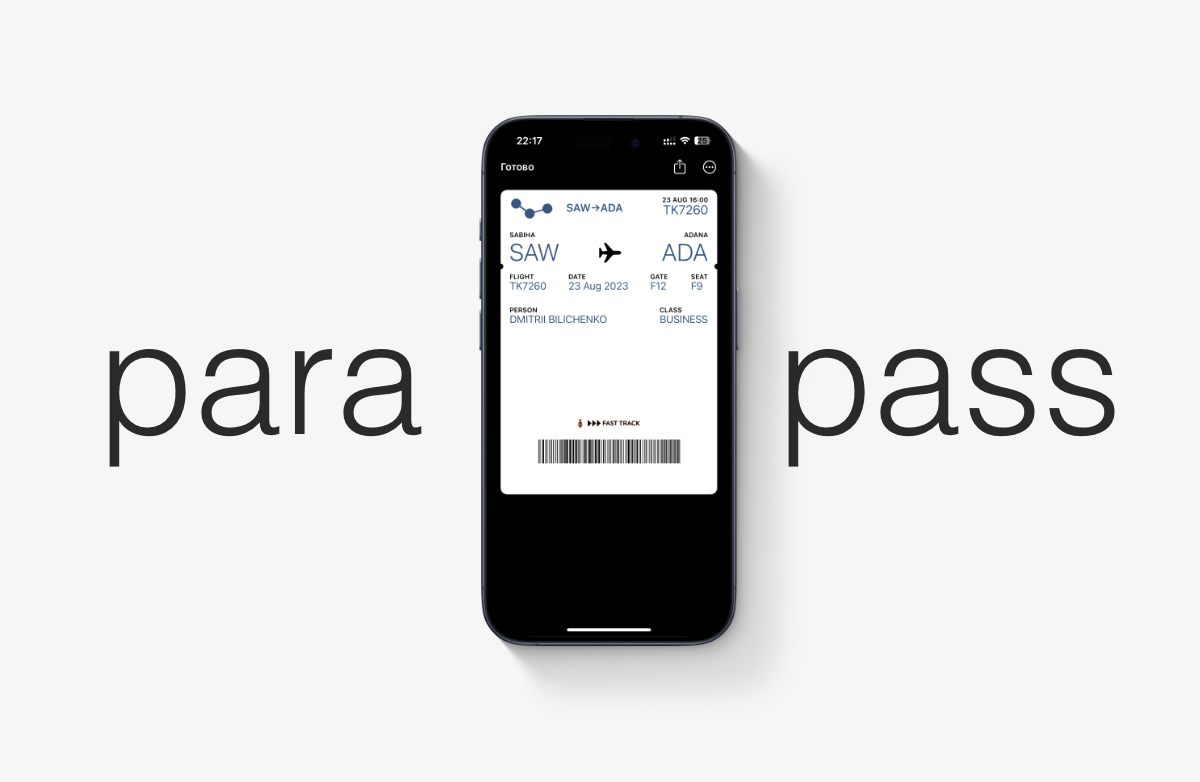 22:17
25
Готово
SAW→ADA
23 AUG 16:00
TK7260
SABIHA
ADANA
SAW
ADA
FLIGHT
DATE
GATE
SEAT
TK7260
23 Aug 2023
F12
F9
PERSON
CLASS
DMITRII BILICHENKO
BUSINESS
para
pass
FAST TRACK